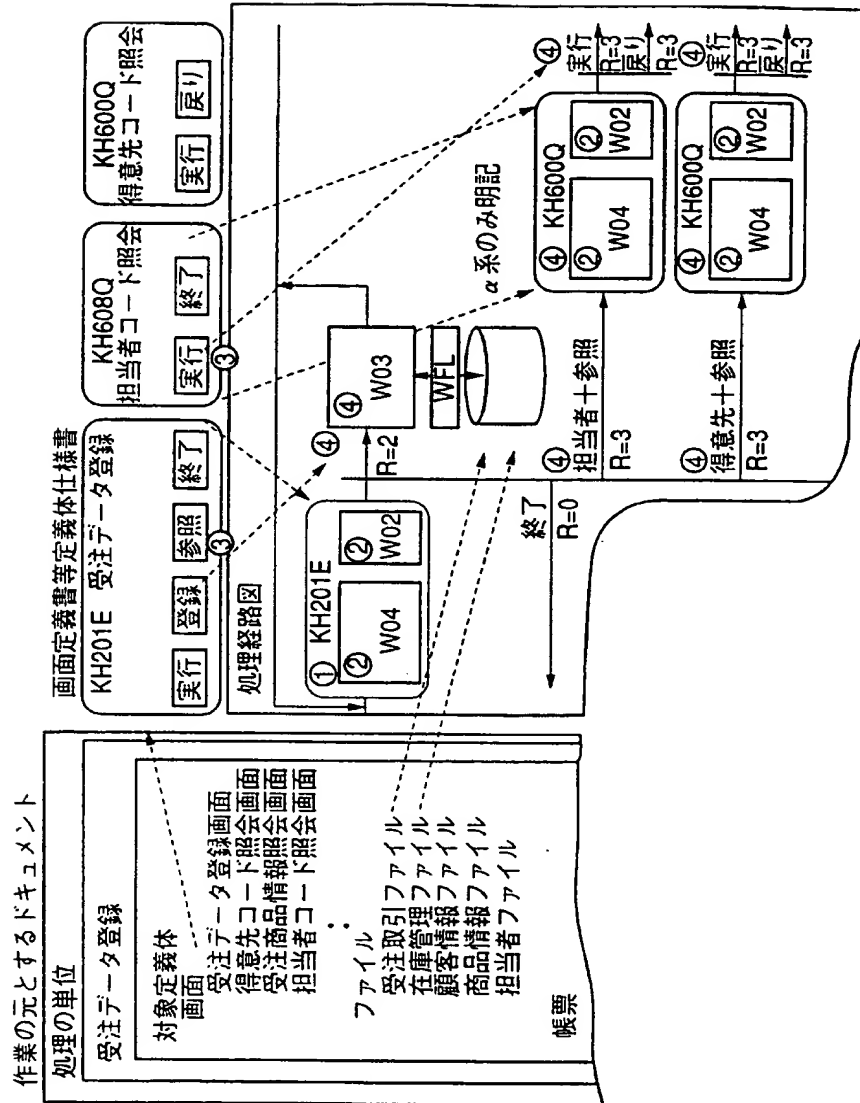 作業の元とするドキュメント
処理の単位
受注データ登録
対象定義体
画面
受注データ登録画面
得意先コード照会画面
受注商品情報照会画面
担当者コード照会画面
:
ファイル
受注取引ファイル
在庫管理ファイル
顧客情報ファイル
商品情報ファイル
担当者ファイル
帳票
画面定義書等定義体仕様書
KH201E 受注データ登録
実行 登録 参照 終了
③
KH608Q
担当者コード照会
実行 終了
③
KH600Q
得意先コード照会
実行 戻り
処理経路図
① KH201E
② W04
② W02
④
R=2
④ W03
WFL
α系のみ明記
終了
R=0
④ 担当者+参照
R=3
④ KH600Q
② W04
② W02
④ 実行
R=3
戻り
R=3
④ 得意先+参照
R=3
④ KH600Q
② W04
② W02
④ 実行
R=3
戻り
R=3